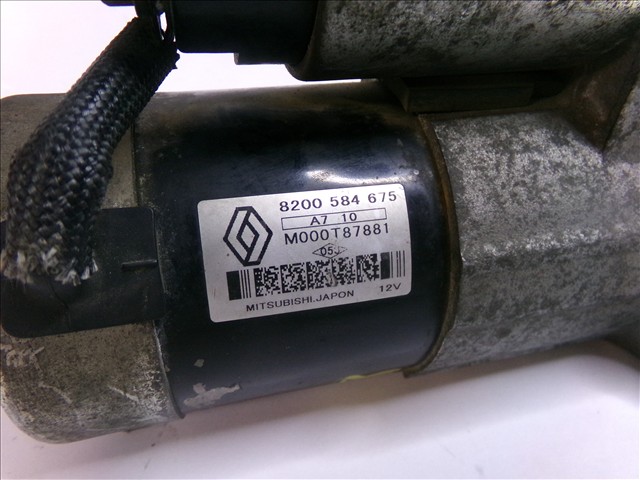 8200 584 675
A7 10
M000T87881
05J
MITSUBISHI.JAPON 12V